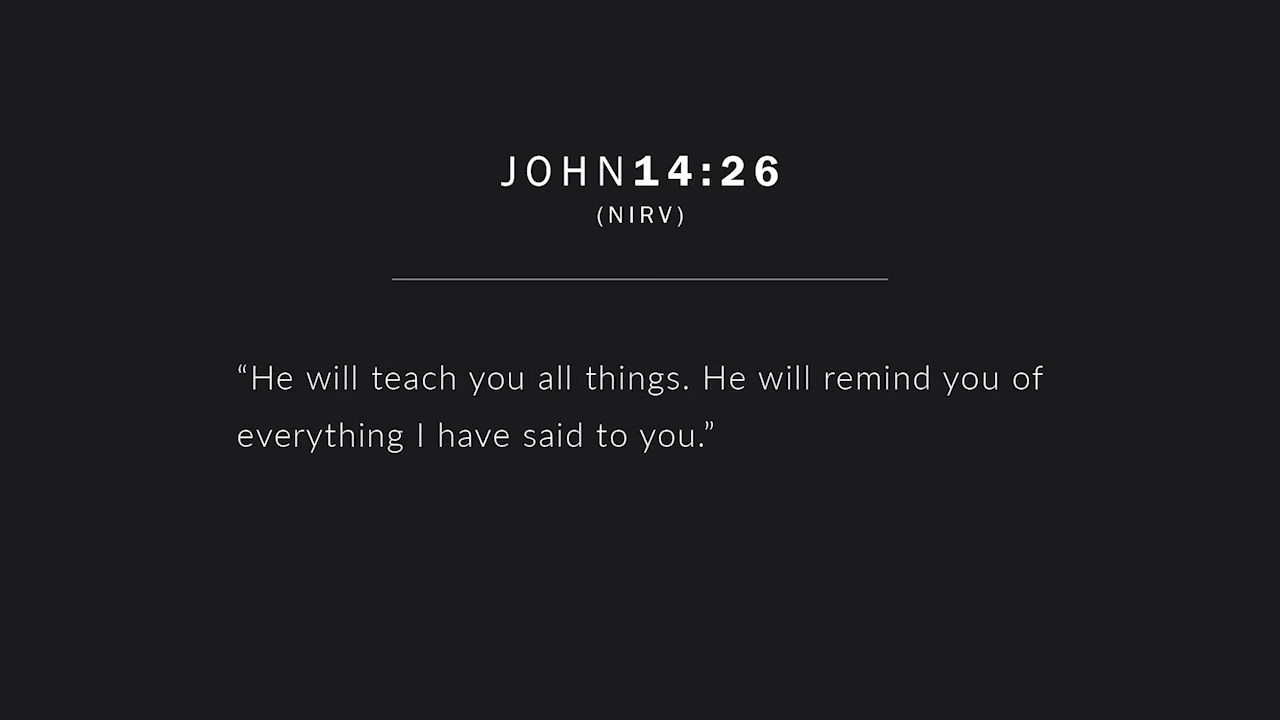 JOHN14:26
(NIRV)
“He will teach you all things. He will remind you of
everything I have said to you.”